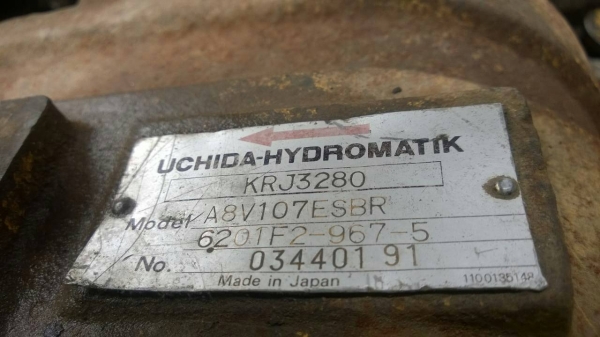 UCHIDA-HYDROMATIK
KRJ3280
Model A8V107ESBR
6201F2-967-5
No. 034401 91
Made in Japan
1100135148